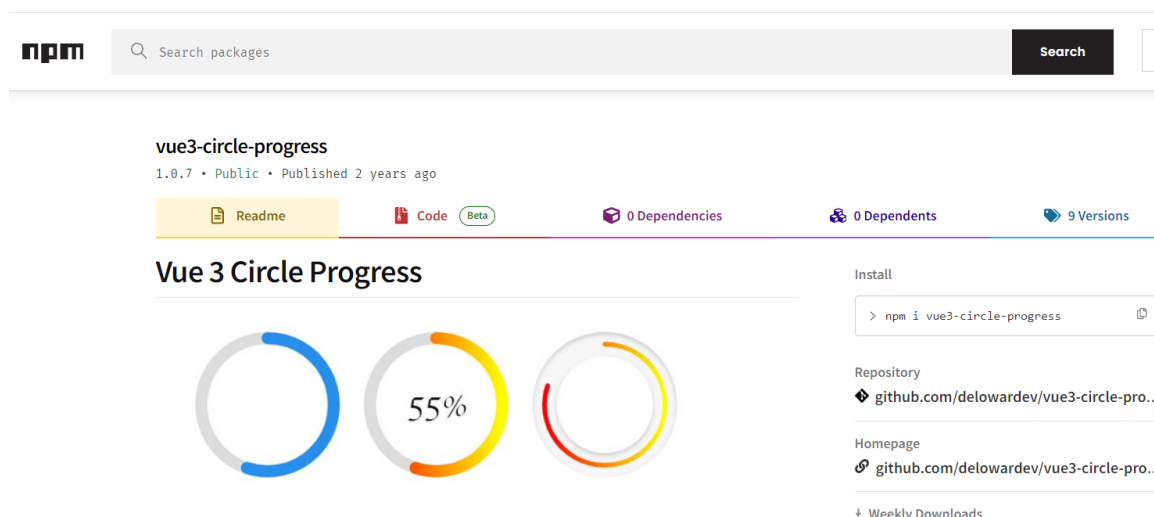 npm
Search packages
Search
vue3-circle-progress
1.0.7 • Public • Published 2 years ago
Readme
Code
Beta
0 Dependencies
0 Dependents
9 Versions
Vue 3 Circle Progress
55%
Install
> npm i vue3-circle-progress
Repository
github.com/delowardev/vue3-circle-pro...
Homepage
github.com/delowardev/vue3-circle-pro...
Weekly Downloads